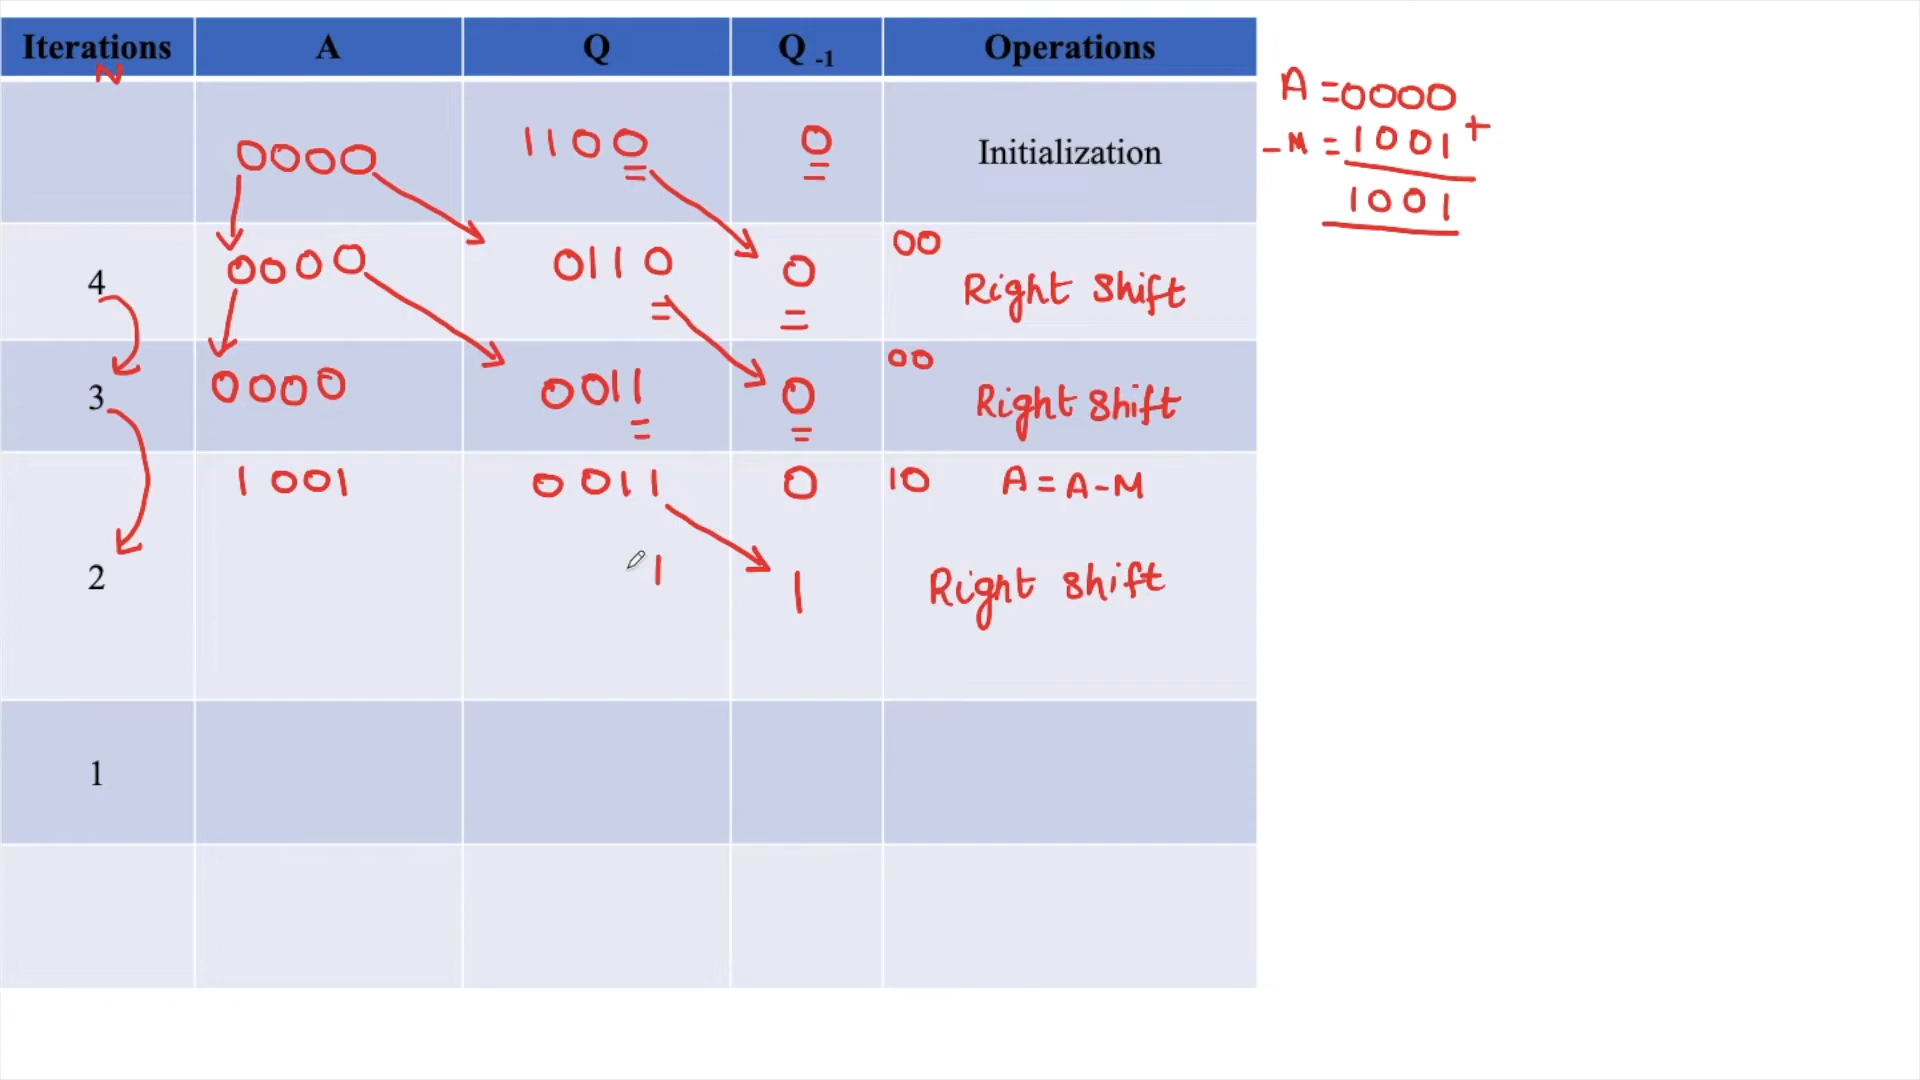 Iterations A Q Q -1 Operations
N
0000 1100 0 Initialization
4 0000 0110 0 00 Right Shift
3 0000 0011 0 00 Right Shift
1001 0011 0 10 A = A - M
2 1 1 Right Shift
1
A = 0000
- M = 1001 +
1001